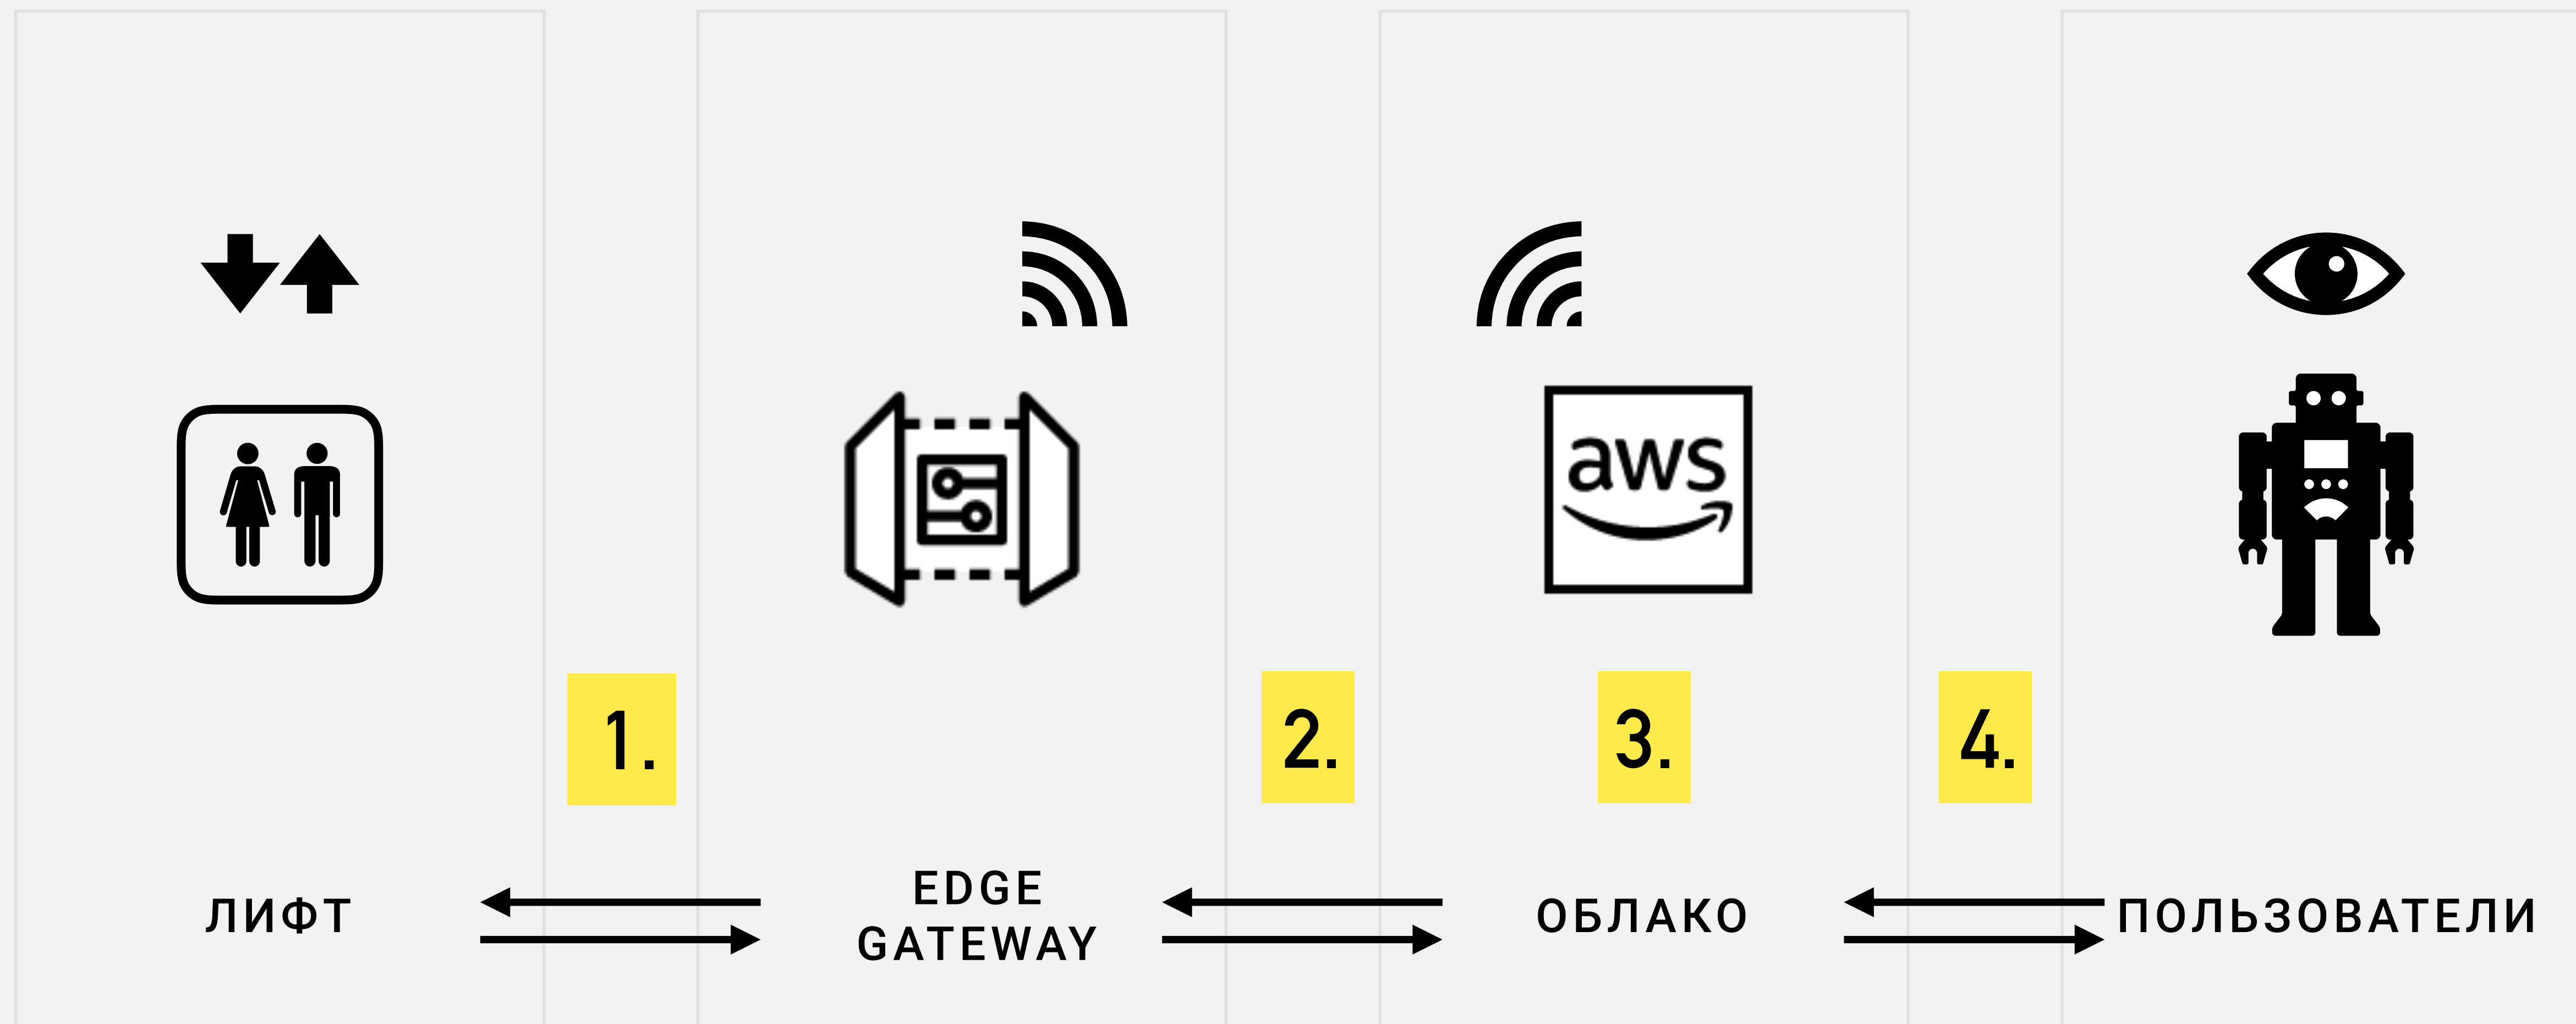 aws
1.
2.
3.
4.
ЛИФТ
EDGE
GATEWAY
ОБЛАКО
ПОЛЬЗОВАТЕЛИ